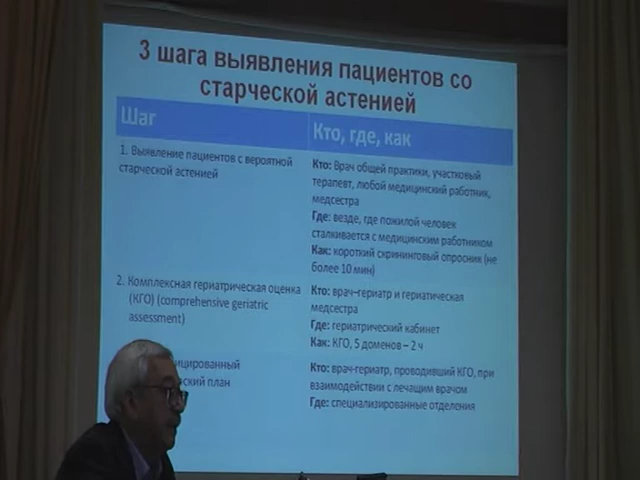 3 шага выявления пациентов со
старческой астенией
Шаг
Кто, где, как
1. Выявление пациентов с вероятной
старческой астенией
Кто: Врач общей практики, участковый
терапевт, любой медицинский работник,
медсестра
Где: везде, где пожилой человек
сталкивается с медицинским работником
Как: короткий скрининговый опросник (не
более 10 мин)
2. Комплексная гериатрическая оценка
(КГО) (comprehensive geriatric
assessment)
Кто: врач–гериатр и гериатическая
медсестра
Где: гериатрический кабинет
Как: КГО, 5 доменов – 2 ч
план
Кто: врач-гериатр, проводивший КГО, при
взаимодействии с лечащим врачом
Где: специализированные отделения